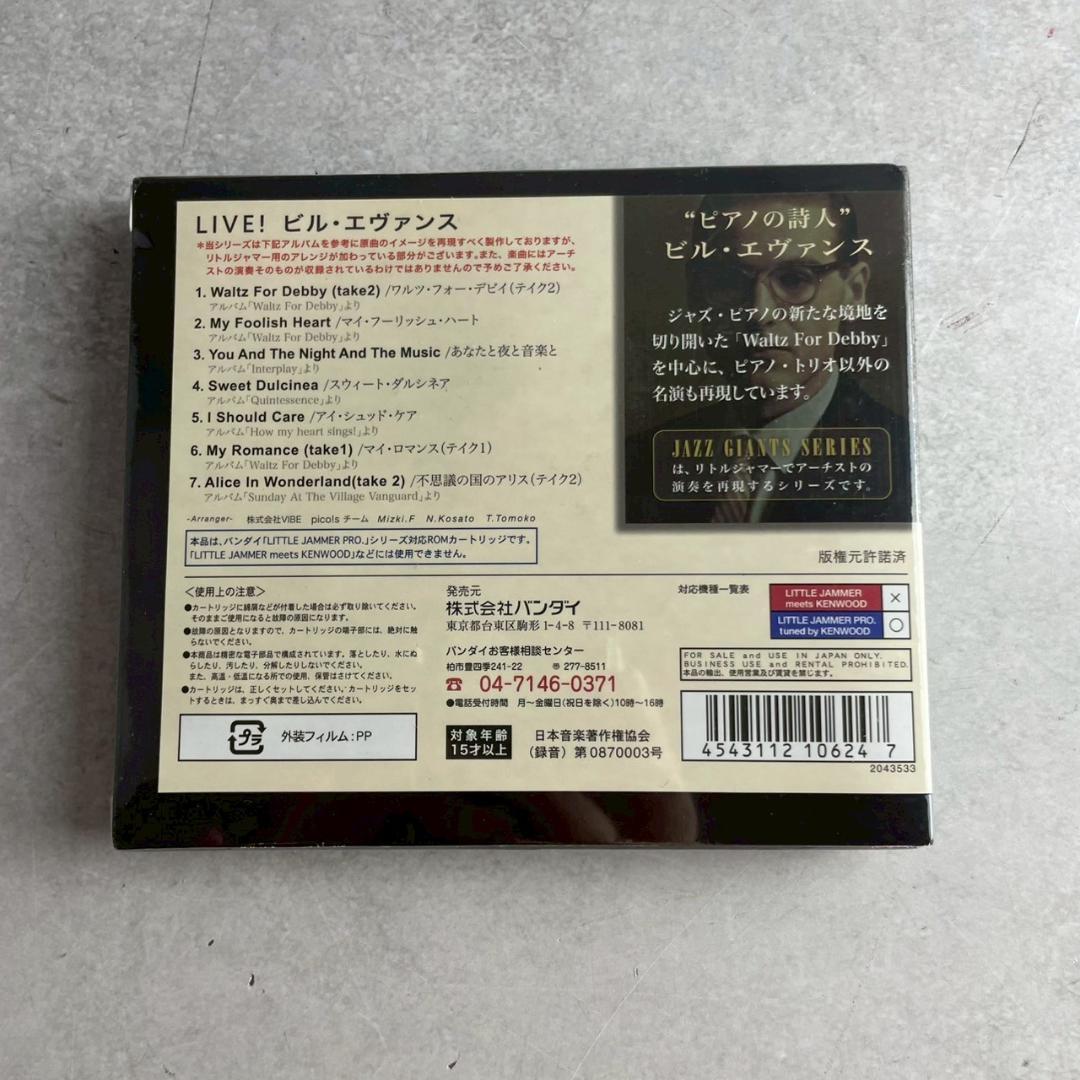 LIVE! ビル・エヴァンス
*当シリーズは下記アルバムを参考に原曲のイメージを再現すべく製作しておりますが、
リトルジャマー用のアレンジが加わっている部分がございます。また、楽曲にはアーチ
ストの演奏そのものが収録されているわけではありませんので予めご了承ください。
1. Waltz For Debby (take2) /ワルツ・フォー・デビイ(テイク2)
アルバム「Waltz For Debby」より
2. My Foolish Heart /マイ・フーリッシュ・ハート
アルバム「Waltz For Debby」より
3. You And The Night And The Music /あなたと夜と音楽と
アルバム「Interplay」より
4. Sweet Dulcinea /スウィート・ダルシネア
アルバム「Quintessence」より
5. I Should Care /アイ・シュッド・ケア
アルバム「How my heart sings!」より
6. My Romance (take1) /マイ・ロマンス(テイク1)
アルバム「Waltz For Debby」より
7. Alice In Wonderland(take 2) /不思議の国のアリス(テイク2)
アルバム「Sunday At The Village Vanguard」より
-Arranger- 株式会社VIBE picols チーム Mizki.F N.Kosato T.Tomoko
本品は、バンダイ「LITTLE JAMMER PRO.」シリーズ対応ROMカートリッジです。
「LITTLE JAMMER meets KENWOOD」などには使用できません。
“ピアノの詩人”
ビル・エヴァンス
ジャズ・ピアノの新たな境地を
切り開いた「Waltz For Debby」
を中心に、ピアノ・トリオ以外の
名演も再現しています。
JAZZ GIANTS SERIES
は、リトルジャマーでアーチストの
演奏を再現するシリーズです。
版権元許諾済
<使用上の注意>
●カートリッジに綿屑などが付着した場合は必ず取り除いてください。
そのままご使用になると故障の原因になります。
●故障の原因となりますので、カートリッジの端子部には、絶対に触
らないでください。
●本商品は精密な電子部品で構成されています。落としたり、水にぬ
らしたり、汚したり、分解したりしないでください。
また、高温・低温になる所での使用、保管はさけてください。
●カートリッジは、正しくセットしてください。カートリッジをセッ
トするときは、まっすぐ奥まで差し込んでください。
プラ
外装フィルム:PP
発売元
株式会社バンダイ
東京都台東区駒形1-4-8 〒111-8081
バンダイお客様相談センター
柏市豊四季241-22 〒277-8511
☎ 04-7146-0371
●電話受付時間 月〜金曜日(祝日を除く)10時〜16時
対象年齢
15才以上
日本音楽著作権協会
(録音)第0870003号
対応機種一覧表
LITTLE JAMMER
meets KENWOOD
×
LITTLE JAMMER PRO.
tuned by KENWOOD
○
FOR SALE and USE IN JAPAN ONLY.
BUSINESS USE and RENTAL PROHIBITED.
本品の輸出、使用営業及び賃貸を禁じます。
4543112 10624 7
2043533